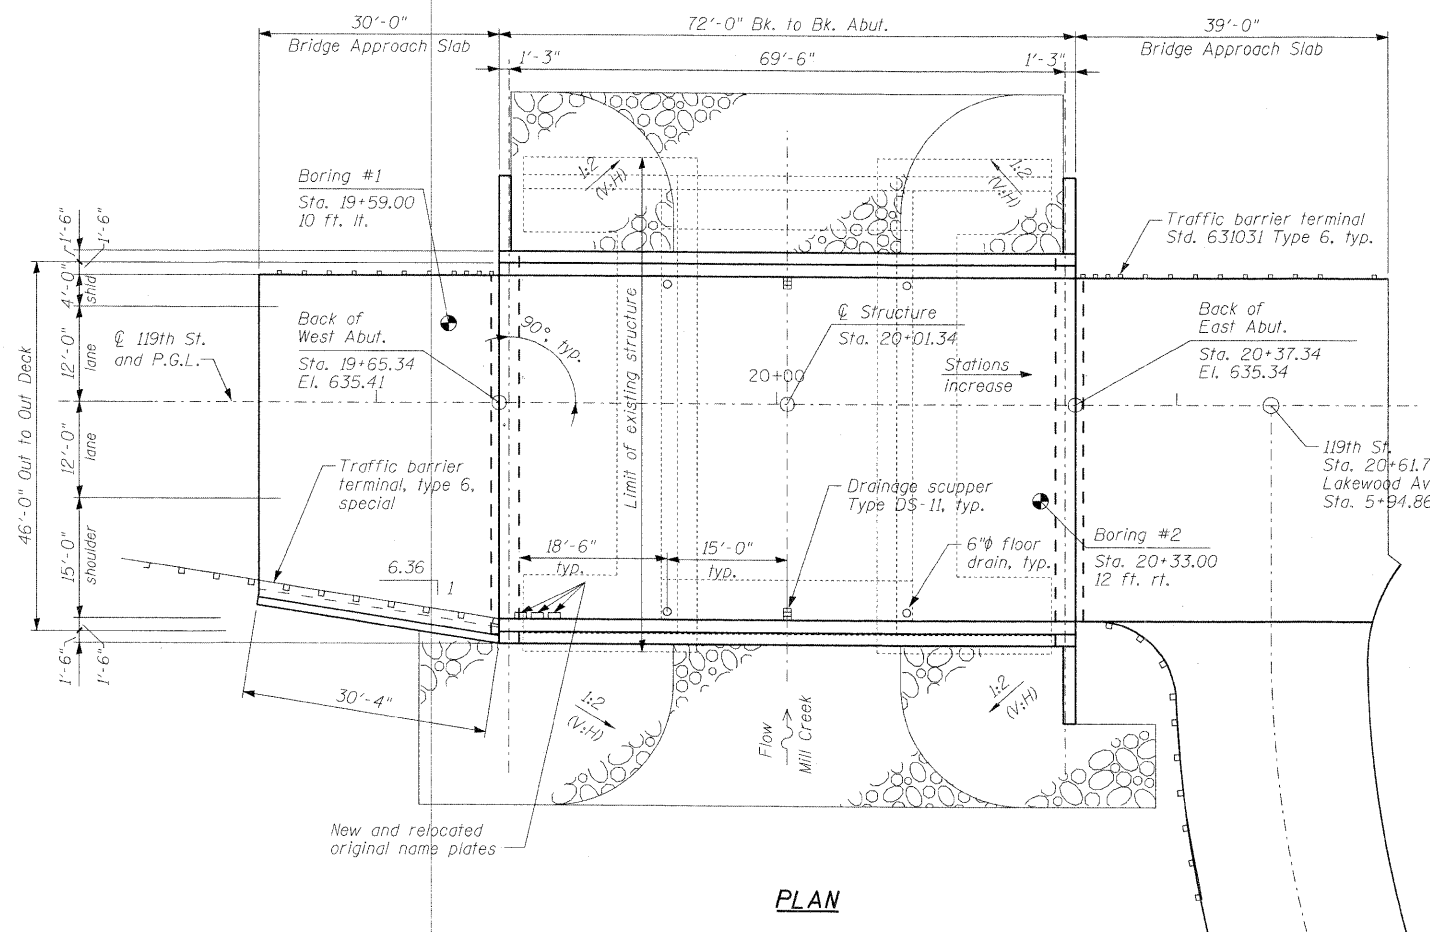 30'-0"
Bridge Approach Slab
72'-0" Bk. to Bk. Abut.
39'-0"
Bridge Approach Slab
1'-3"
69'-6"
1'-3"
Boring #1
Sta. 19+59.00
10 ft. lt.
1:2
(V:H)
1:2
(V:H)
Traffic barrier terminal
Std. 631031 Type 6, typ.
1'-6"
1'-6"
4'-0"
shld
12'-0"
lane
12'-0"
lane
15'-0"
shoulder
1'-6"
1'-6"
46'-0" Out to Out Deck
℄ 119th St.
and P.G.L.
Back of
West Abut.
Sta. 19+65.34
El. 635.41
90°, typ.
Limit of existing structure
℄ Structure
Sta. 20+01.34
20+00
Stations
increase
Back of
East Abut.
Sta. 20+37.34
El. 635.34
119th St.
Sta. 20+61.7
Lakewood Av
Sta. 5+94.86
Traffic barrier
terminal, type 6,
special
Drainage scupper
Type DS-11, typ.
18'-6"
typ.
15'-0"
typ.
6"ϕ floor
drain, typ.
Boring #2
Sta. 20+33.00
12 ft. rt.
6.36
1
30'-4"
1:2
(V:H)
1:2
(V:H)
Flow
Mill Creek
New and relocated
original name plates
PLAN